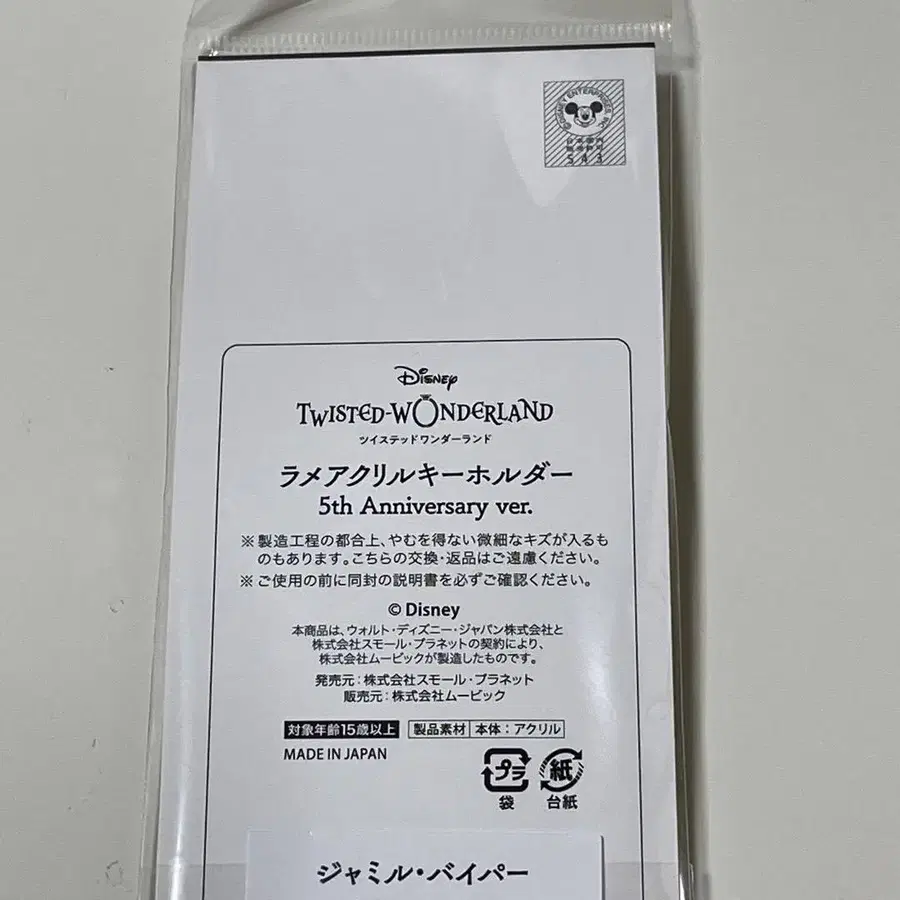 © DISNEY ENTERPRISES, INC.
日本国内
販売許可
543
Disney
TWISTED-WONDERLAND
ツイステッドワンダーランド
ラメアクリルキーホルダー
5th Anniversary ver.
※製造工程の都合上、やむを得ない微細なキズが入るも
のもあります。こちらの交換・返品はご遠慮ください。
※ご使用の前に同封の説明書を必ずご確認ください。
© Disney
本商品は、ウォルト・ディズニー・ジャパン株式会社と
株式会社スモール・プラネットの契約により、
株式会社ムービックが製造したものです。
発売元：株式会社スモール・プラネット
販売元：株式会社ムービック
対象年齢15歳以上 製品素材 本体：アクリル
MADE IN JAPAN
プラ 紙
袋 台紙
ジャミル・バイパー